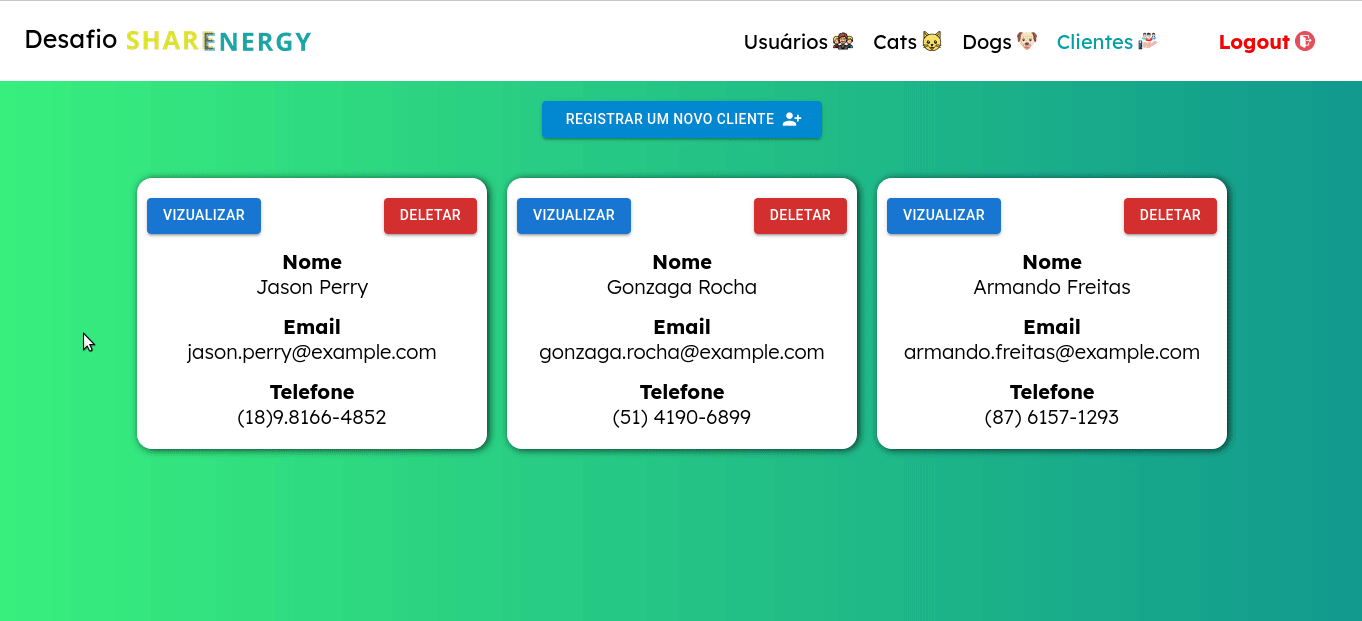 Desafio SHARENERGY
Usuários Cats Dogs Clientes Logout
REGISTRAR UM NOVO CLIENTE
VIZUALIZAR DELETAR
Nome
Jason Perry
Email
jason.perry@example.com
Telefone
(18)9.8166-4852
VIZUALIZAR DELETAR
Nome
Gonzaga Rocha
Email
gonzaga.rocha@example.com
Telefone
(51) 4190-6899
VIZUALIZAR DELETAR
Nome
Armando Freitas
Email
armando.freitas@example.com
Telefone
(87) 6157-1293